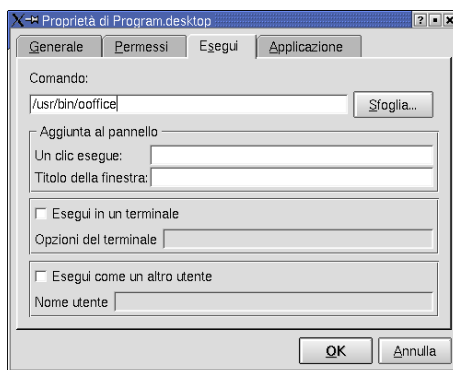 Proprietà di Program.desktop
Generale Permessi Esegui Applicazione
Comando:
/usr/bin/ooffice Sfoglia...
Aggiunta al pannello
Un clic esegue:
Titolo della finestra:
Esegui in un terminale
Opzioni del terminale
Esegui come un altro utente
Nome utente
OK Annulla